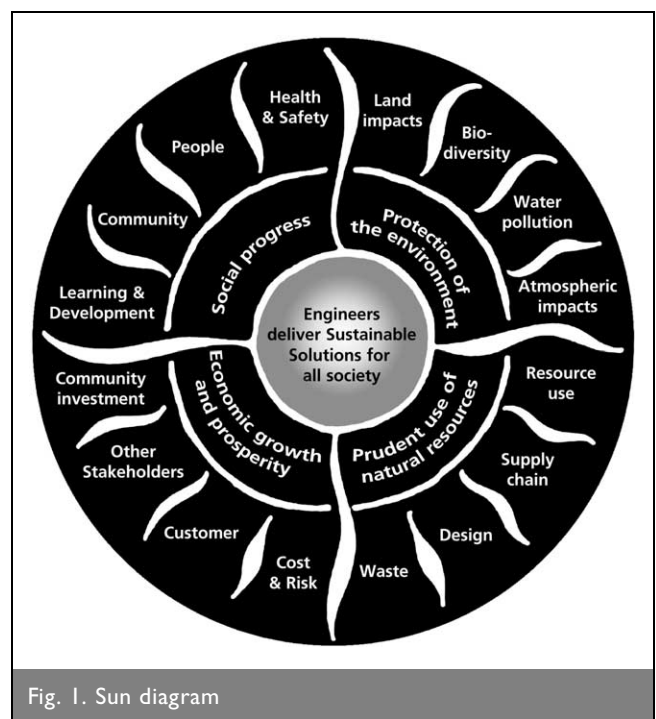 Health
& Safety
Land
impacts
Bio-
diversity
Water
pollution
Atmospheric
impacts
Resource
use
Supply
chain
Design
Waste
Cost
& Risk
Customer
Other
Stakeholders
Community
investment
Learning &
Development
Community
People
Social progress
Protection of
the environment
Prudent use of
natural resources
Economic growth
and prosperity
Engineers
deliver Sustainable
Solutions for
all society
Fig. 1. Sun diagram